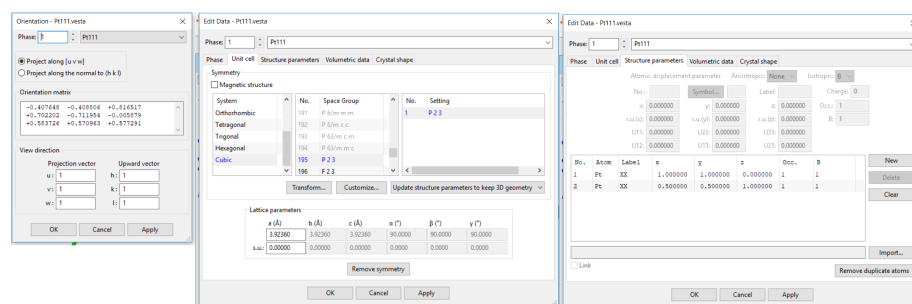 Orientation - Pt111.vesta
Phase: 1 Pt111
Project along [u v w]
Project along the normal to (h k l)
Orientation matrix
-0.407648 -0.408806 +0.816517
+0.702202 -0.711954 -0.005879
+0.583726 +0.570963 +0.577291
View direction
Projection vector Upward vector
u: 1 h: 1
v: 1 k: 1
w: 1 l: 1
OK Cancel Apply
Edit Data - Pt111.vesta
Phase: 1 Pt111
Phase Unit cell Structure parameters Volumetric data Crystal shape
Symmetry
Magnetic structure
System No. Space Group No. Setting
Orthorhombic 191 P 6/m m m 1 P 2 3
Tetragonal 192 P 6/m c c
Trigonal 193 P 63/m c m
Hexagonal 194 P 63/m m c
Cubic 195 P 2 3
196 F 2 3
Transform... Customize... Update structure parameters to keep 3D geometry
Lattice parameters
a (Å) b (Å) c (Å) α (°) β (°) γ (°)
3.92360 3.92360 3.92360 90.0000 90.0000 90.0000
s.u.: 0.00000 0.00000 0.00000 0.0000 0.0000 0.0000
Remove symmetry
OK Cancel Apply
Edit Data - Pt111.vesta
Phase: 1 Pt111
Phase Unit cell Structure parameters Volumetric data Crystal shape
Atomic displacement parameter Anisotropic: None Isotropic: B
No.: Symbol... Label: Charge: 0
x: 0.000000 y: 0.000000 z: 0.000000 Occ.: 1
s.u.(x): 0.000000 s.u.(y): 0.000000 s.u.(z): 0.000000 B: 1
U11: 0.000000 U22: 0.000000 U33: 0.000000
U12: 0.000000 U13: 0.000000 U23: 0.000000
No. Atom Label x y z Occ. B New
1 Pt XX 1.000000 1.000000 0.000000 1 1 Delete
2 Pt XX 0.500000 0.500000 1.000000 1 1 Clear
Import...
Link Remove duplicate atoms
OK Cancel Apply